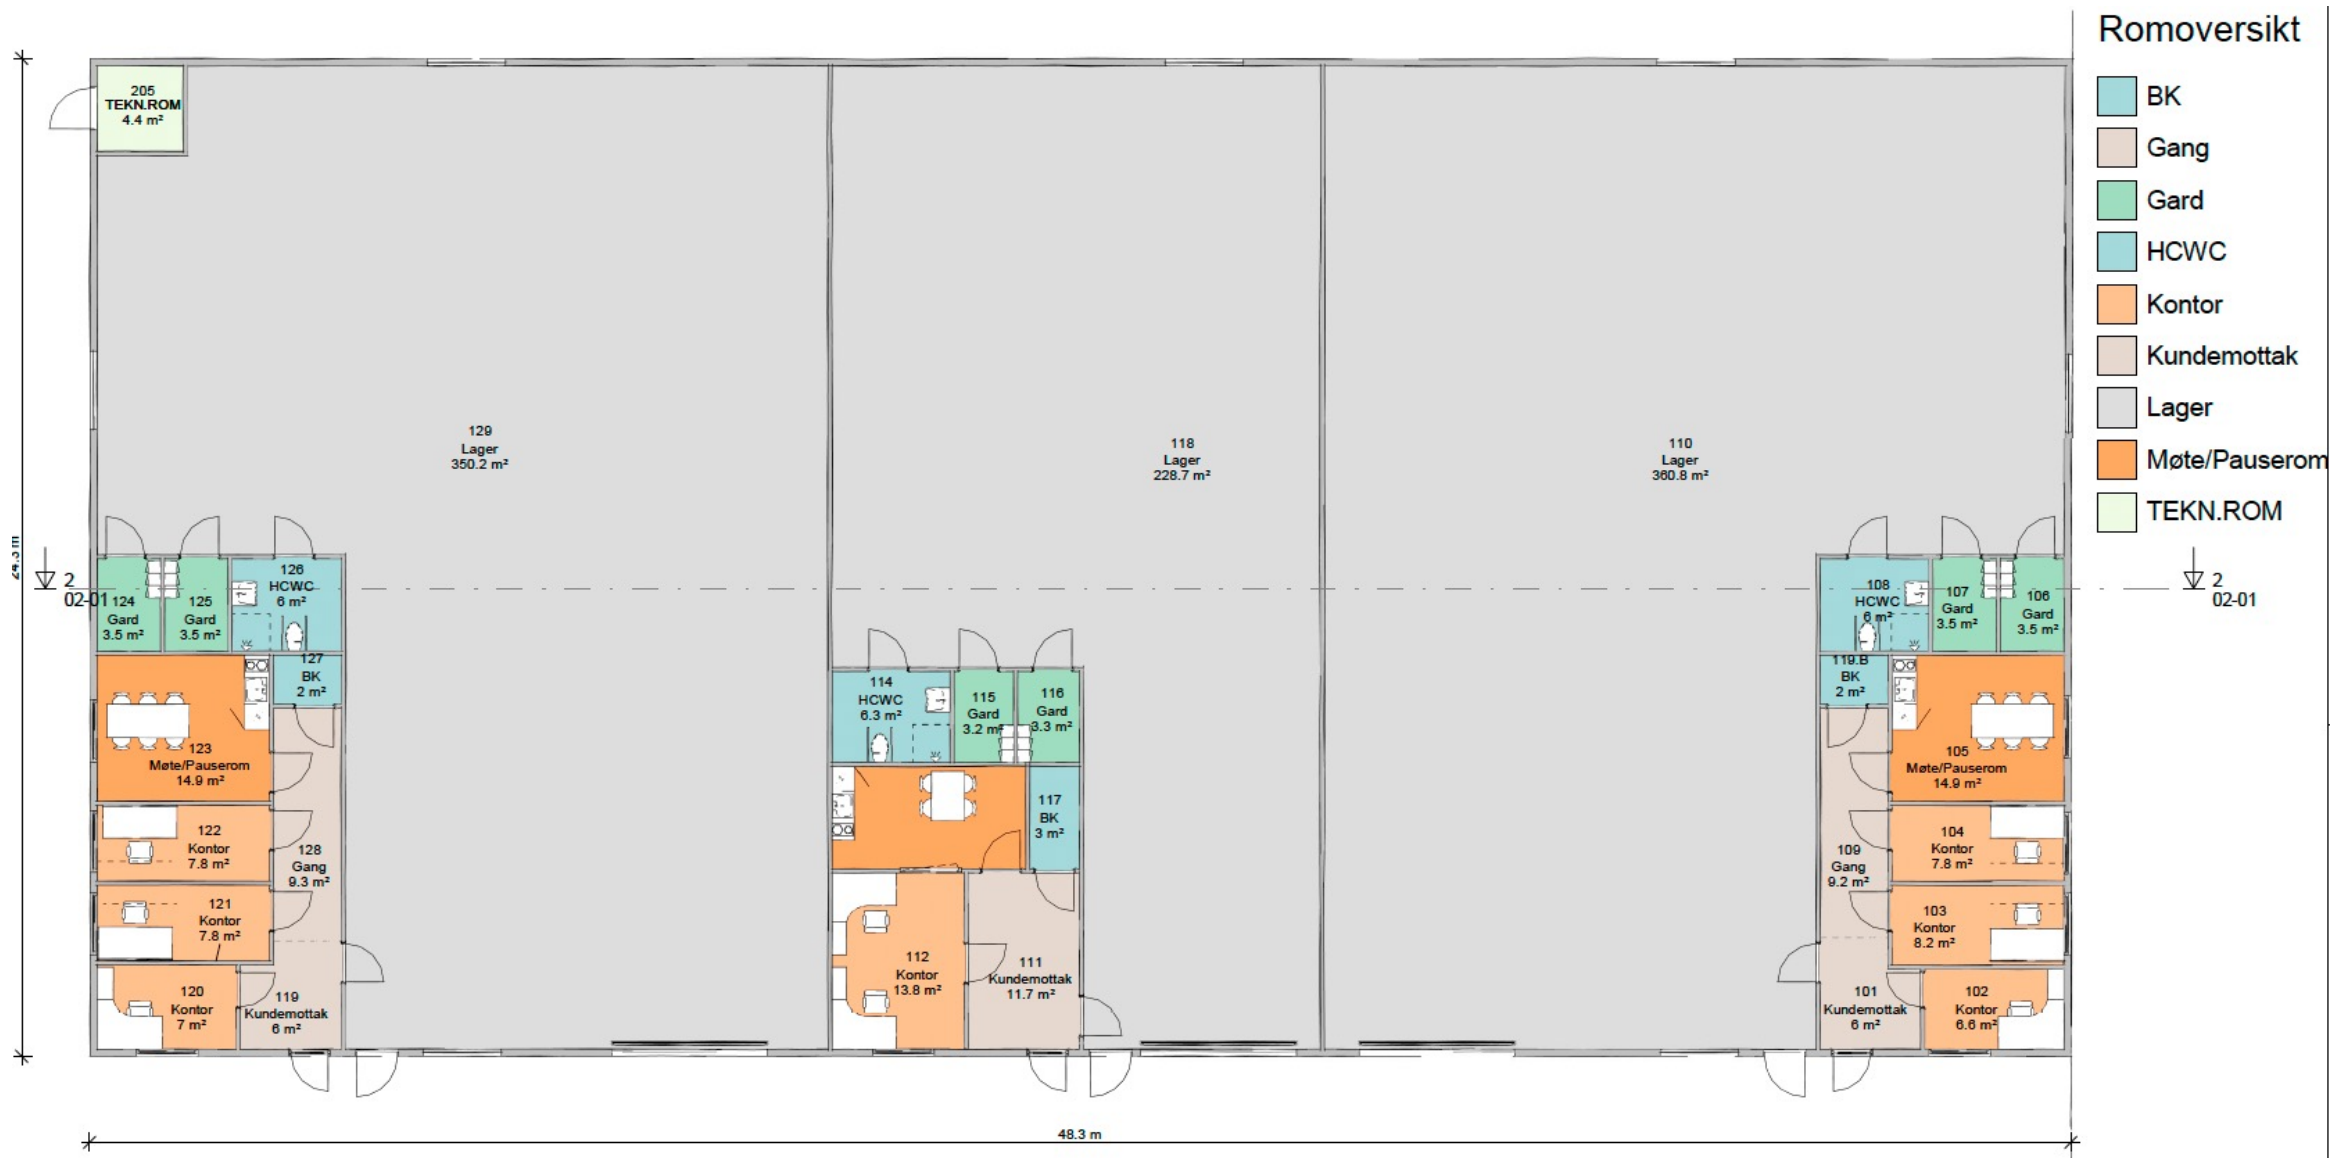 Romoversikt
BK
Gang
Gard
HCWC
Kontor
Kundemottak
Lager
Møte/Pauserom
TEKN.ROM
205
TEKN.ROM
4.4 m²
129
Lager
350.2 m²
118
Lager
228.7 m²
110
Lager
360.8 m²
24.3 m
2
02-01
2
02-01
124
Gard
3.5 m²
125
Gard
3.5 m²
126
HCWC
6 m²
127
BK
2 m²
123
Møte/Pauserom
14.9 m²
122
Kontor
7.8 m²
121
Kontor
7.8 m²
128
Gang
9.3 m²
120
Kontor
7 m²
119
Kundemottak
6 m²
114
HCWC
6.3 m²
115
Gard
3.2 m²
116
Gard
3.3 m²
117
BK
3 m²
112
Kontor
13.8 m²
111
Kundemottak
11.7 m²
108
HCWC
6 m²
107
Gard
3.5 m²
106
Gard
3.5 m²
119.B
BK
2 m²
105
Møte/Pauserom
14.9 m²
104
Kontor
7.8 m²
109
Gang
9.2 m²
103
Kontor
8.2 m²
101
Kundemottak
6 m²
102
Kontor
6.6 m²
48.3 m